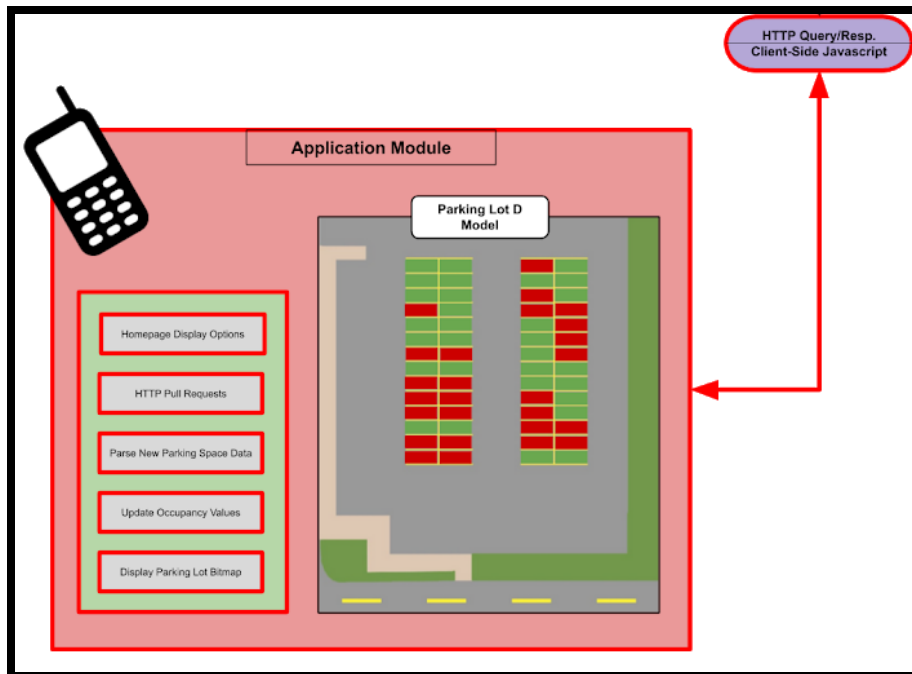 HTTP Query/Resp.
Client-Side Javascript
Application Module
Parking Lot D
Model
Homepage Display Options
HTTP Pull Requests
Parse New Parking Space Data
Update Occupancy Values
Display Parking Lot Bitmap